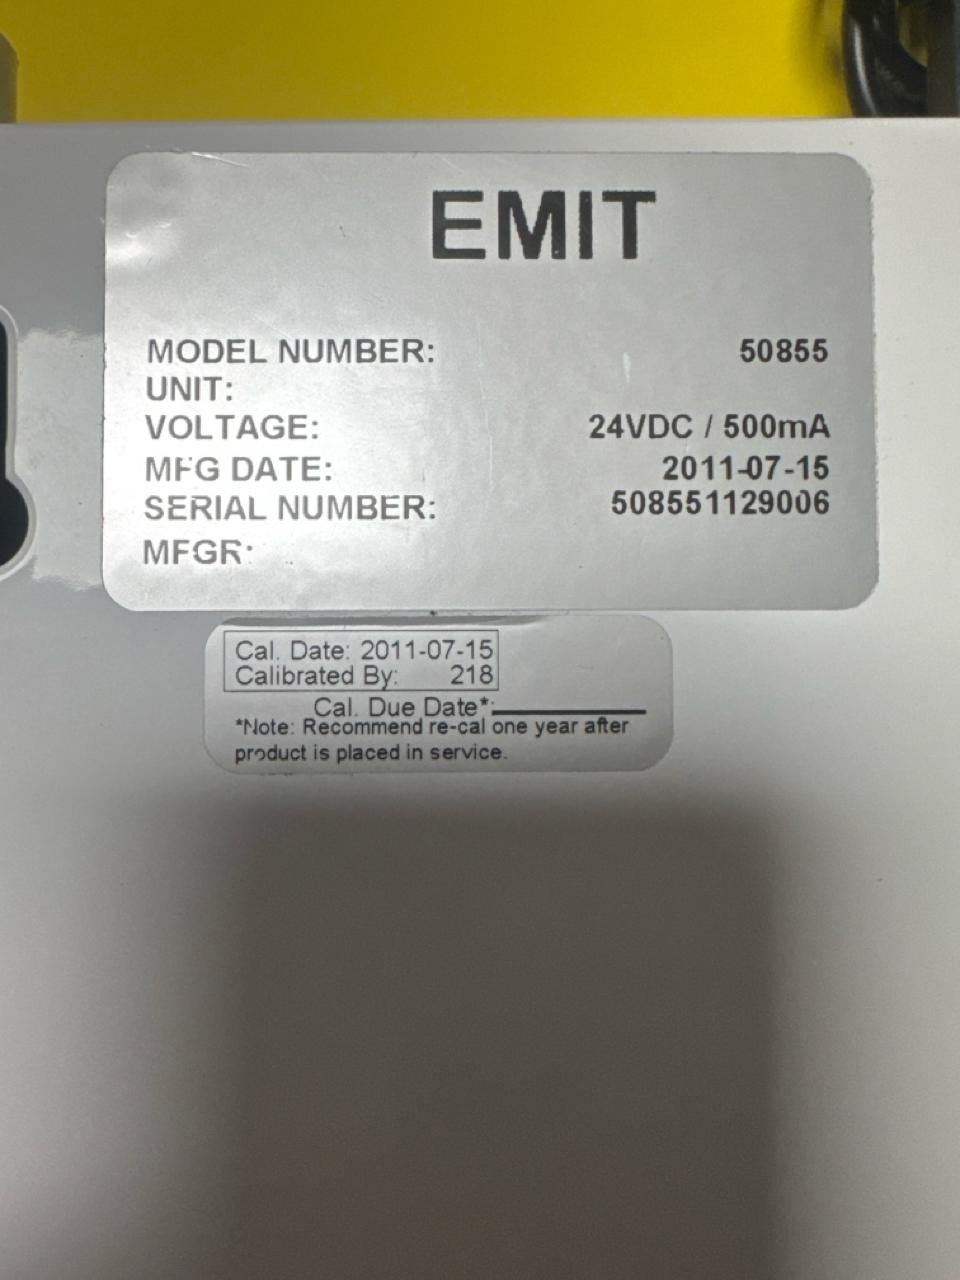 EMIT
MODEL NUMBER: 50855
UNIT:
VOLTAGE: 24VDC / 500mA
MFG DATE: 2011-07-15
SERIAL NUMBER: 508551129006
MFGR:
Cal. Date: 2011-07-15
Calibrated By: 218
Cal. Due Date*:
*Note: Recommend re-cal one year after
product is placed in service.